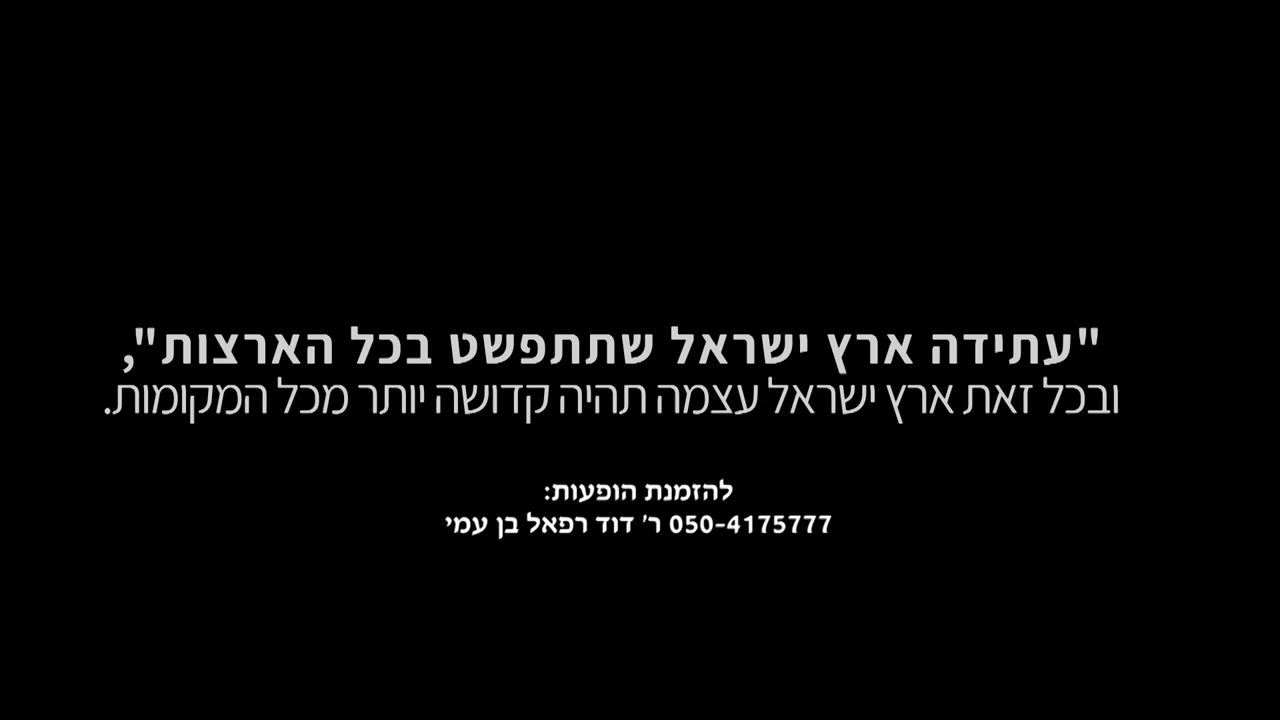 "עתידה ארץ ישראל שתתפשט בכל הארצות",
ובכל זאת ארץ ישראל עצמה תהיה קדושה יותר מכל המקומות.
להזמנת הופעות:
050-4175777 ר' דוד רפאל בן עמי